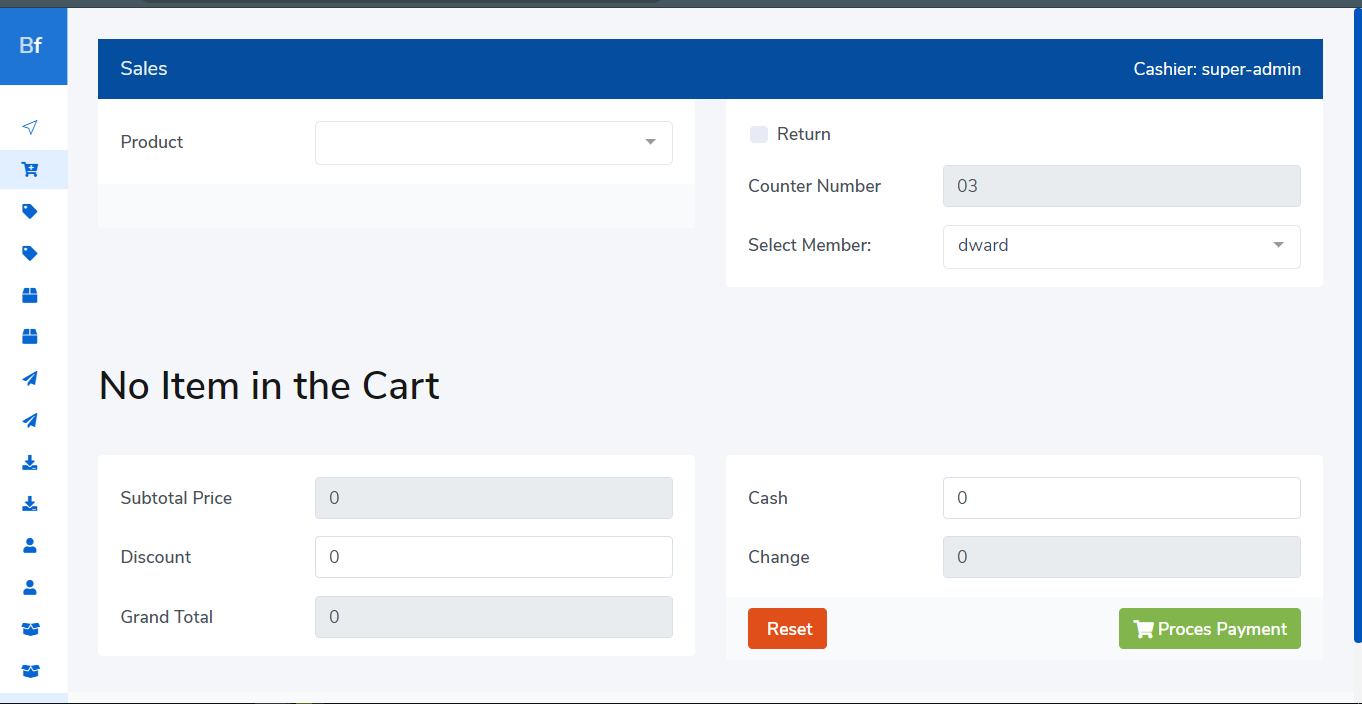 Bf
Sales
Cashier: super-admin
Product
Return
Counter Number
03
Select Member:
dward
No Item in the Cart
Subtotal Price
0
Discount
0
Grand Total
0
Cash
0
Change
0
Reset
Proces Payment